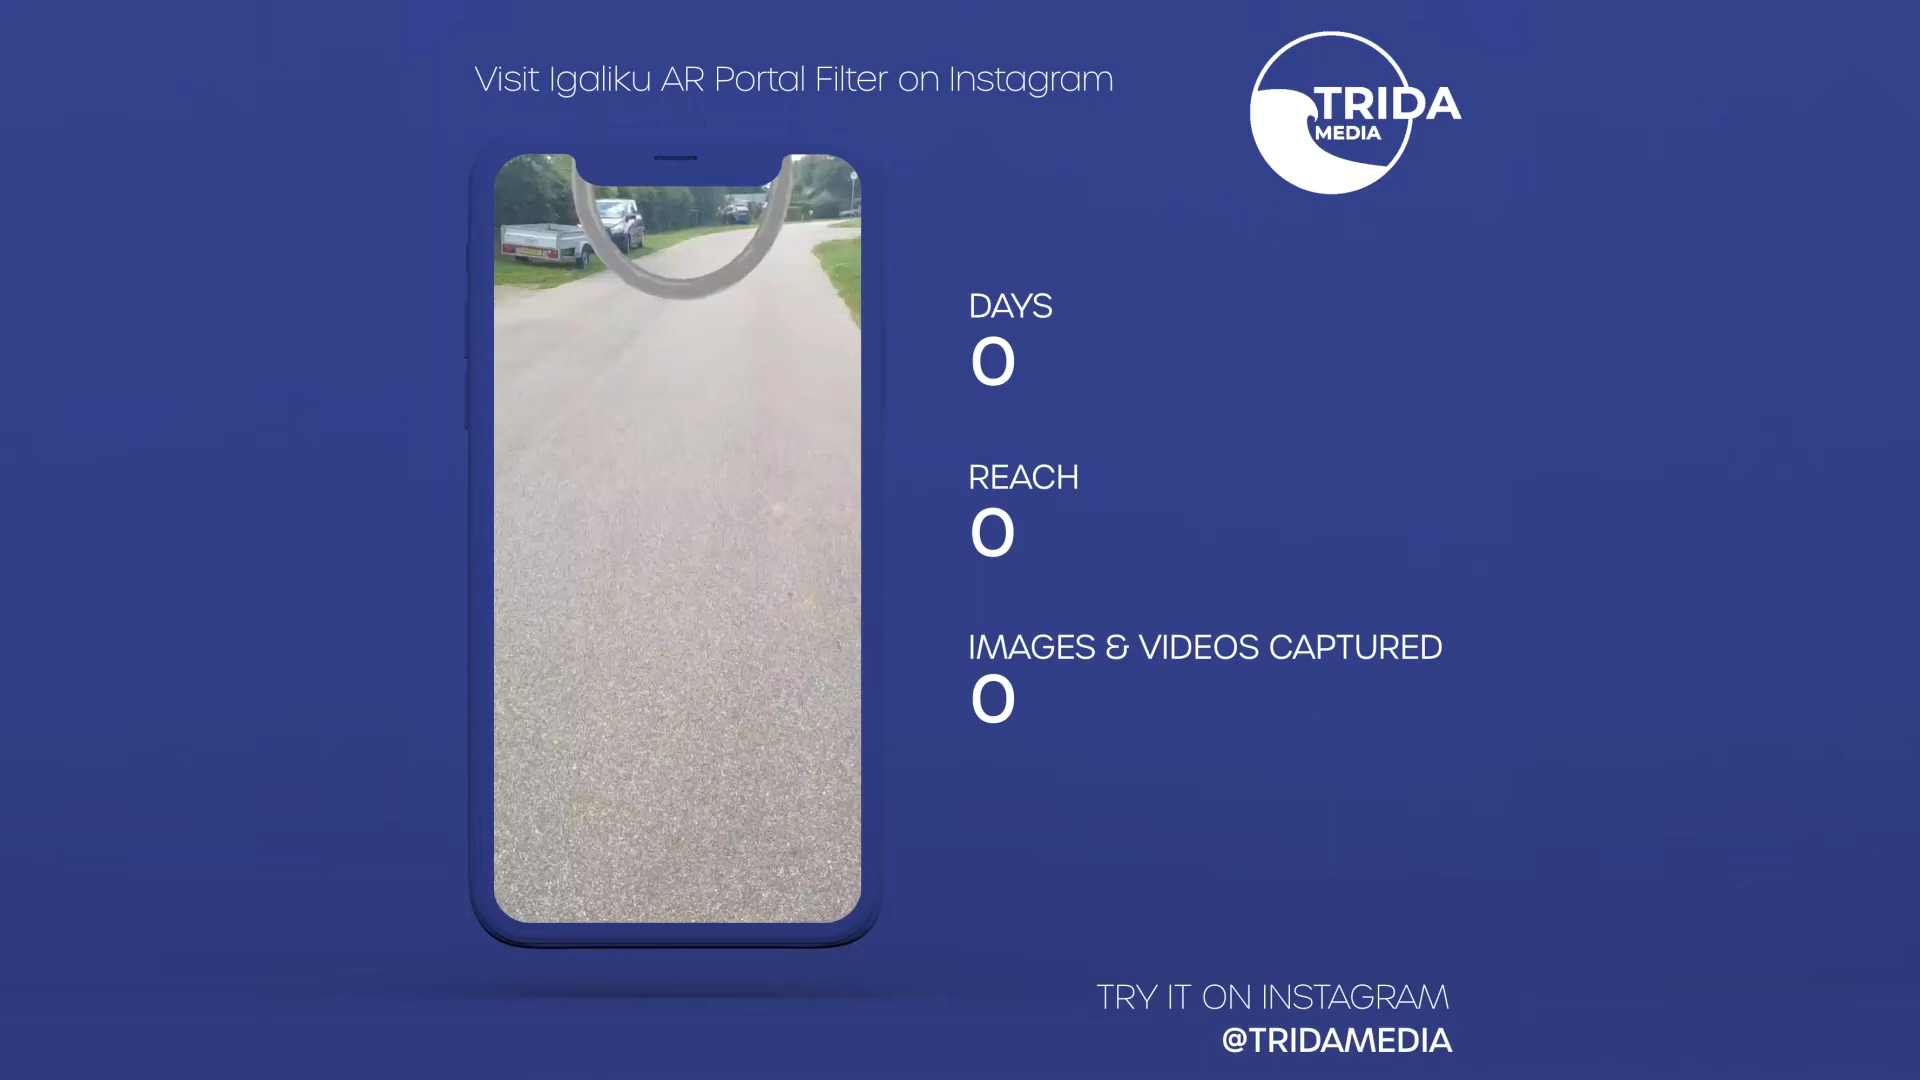 Visit Igaliku AR Portal Filter on Instagram
TRIDA
MEDIA
DAYS
0
REACH
0
IMAGES & VIDEOS CAPTURED
0
TRY IT ON INSTAGRAM
@TRIDAMEDIA